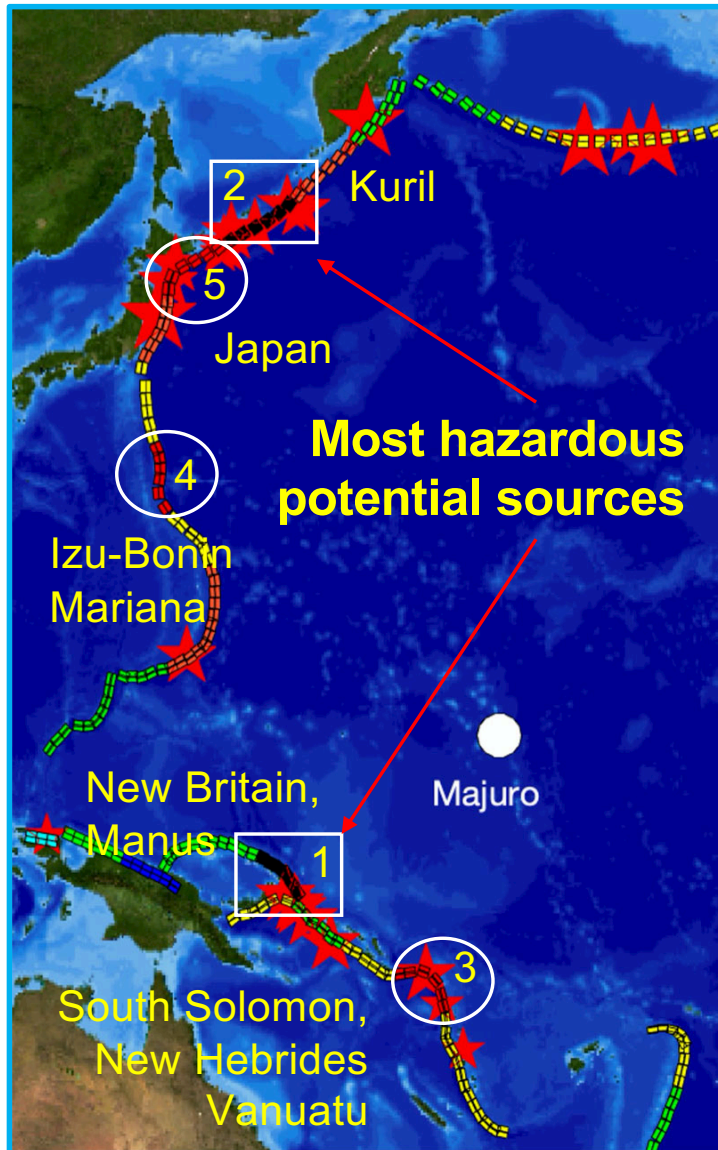 2
Kuril
5
Japan
Most hazardous
potential sources
4
Izu-Bonin
Mariana
Majuro
New Britain,
Manus
1
3
South Solomon,
New Hebrides
Vanuatu